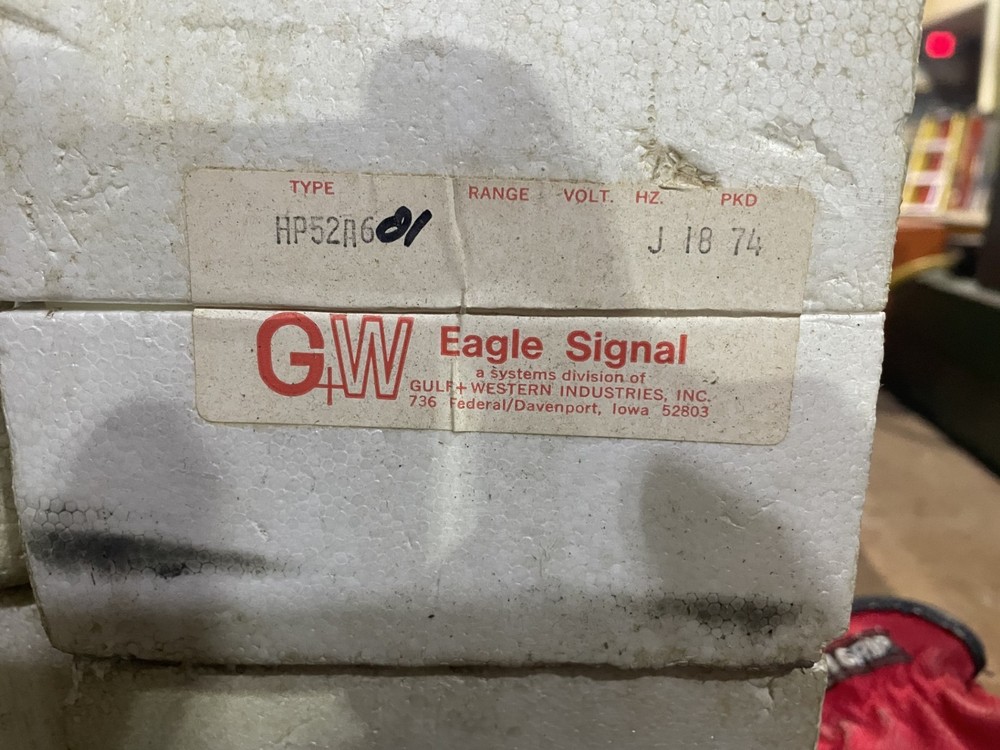 TYPE RANGE VOLT. HZ. PKD
HP52A601 J 18 74
G+W Eagle Signal
a systems division of
GULF+WESTERN INDUSTRIES, INC.
736 Federal/Davenport, Iowa 52803